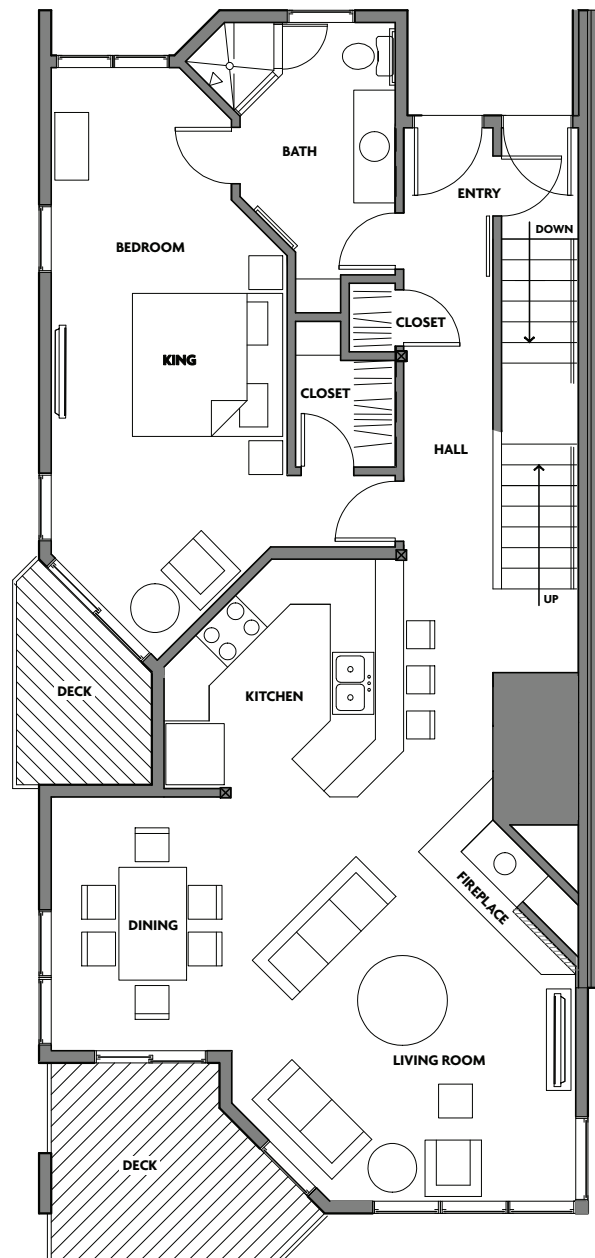 BATH
ENTRY
DOWN
BEDROOM
CLOSET
KING
CLOSET
HALL
UP
DECK
KITCHEN
FIREPLACE
DINING
LIVING ROOM
DECK